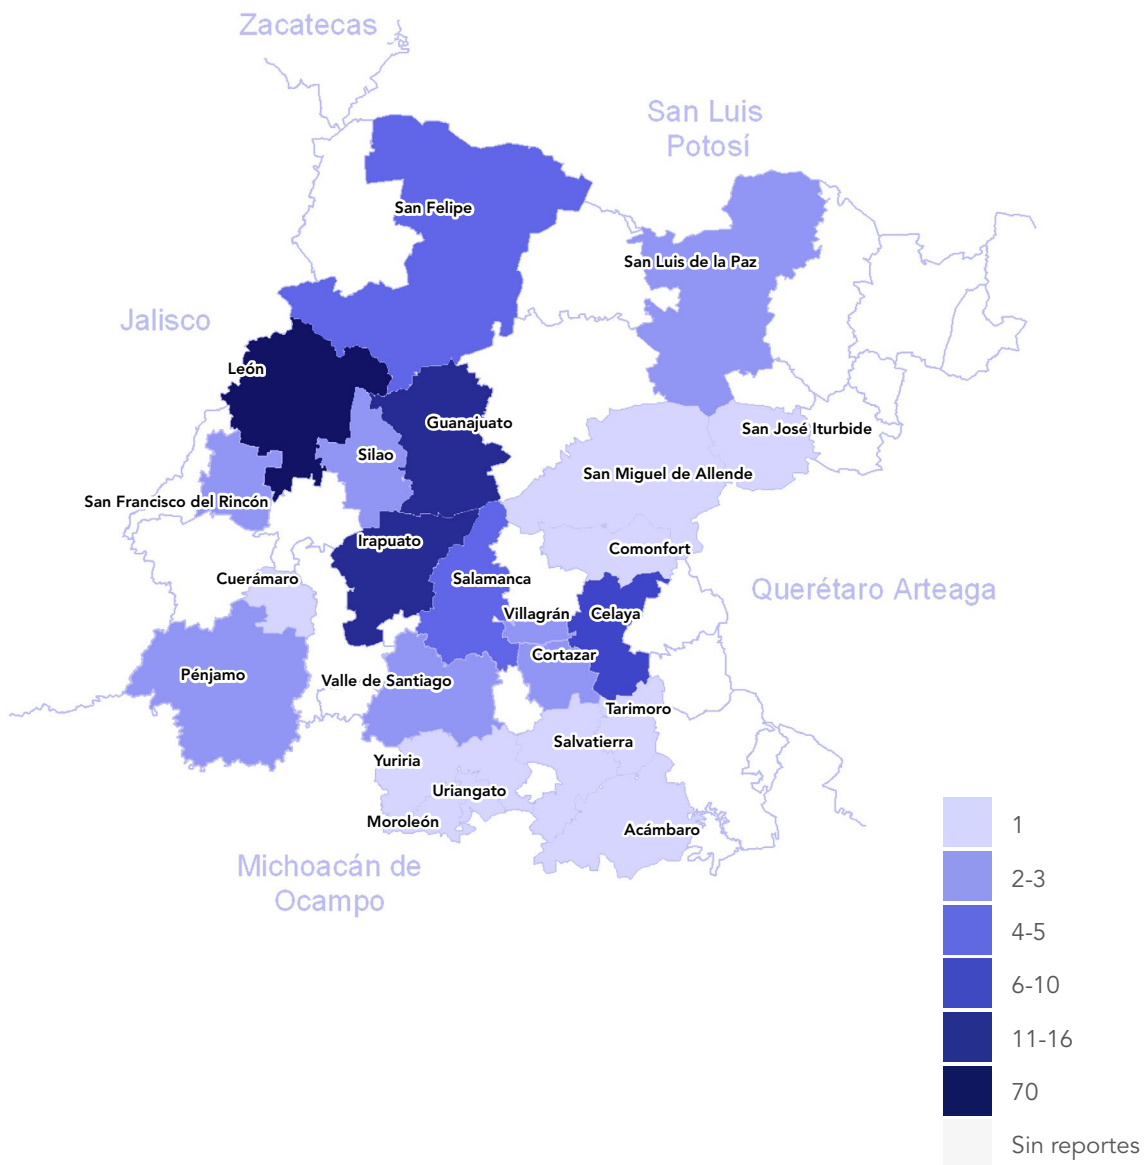 Zacatecas
San Luis
Potosí
San Felipe
San Luis de la Paz
Jalisco
León
Guanajuato
San José Iturbide
Silao
San Miguel de Allende
San Francisco del Rincón
Irapuato
Comonfort
Cuerámaro
Salamanca
Querétaro Arteaga
Villagrán
Celaya
Cortazar
Pénjamo
Valle de Santiago
Tarimoro
Salvatierra
Yuriria
Uriangato
Moroleón
Acámbaro
Michoacán de
Ocampo
1
2-3
4-5
6-10
11-16
70
Sin reportes